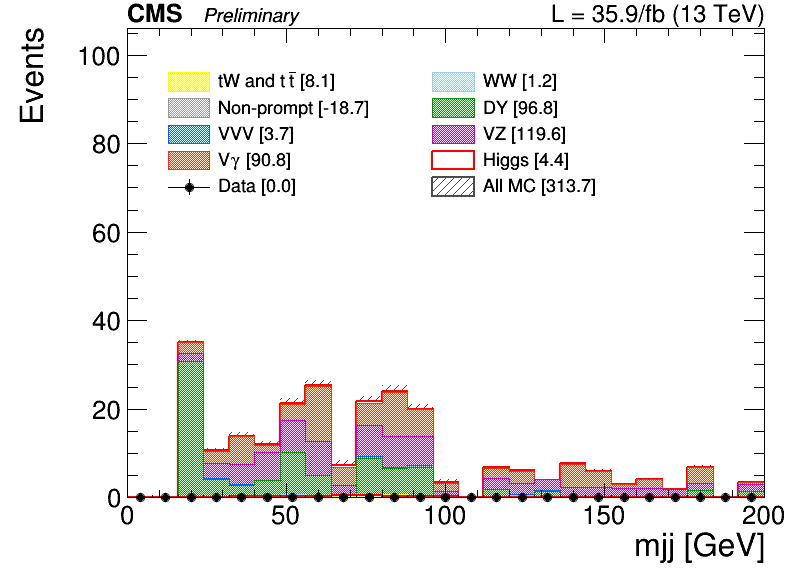 CMS Preliminary L = 35.9/fb (13 TeV)
Events
100
80
60
40
20
0
tW and tt̄ [8.1]
Non-prompt [-18.7]
VVV [3.7]
Vγ [90.8]
Data [0.0]
WW [1.2]
DY [96.8]
VZ [119.6]
Higgs [4.4]
All MC [313.7]
0 50 100 150 200
mjj [GeV]